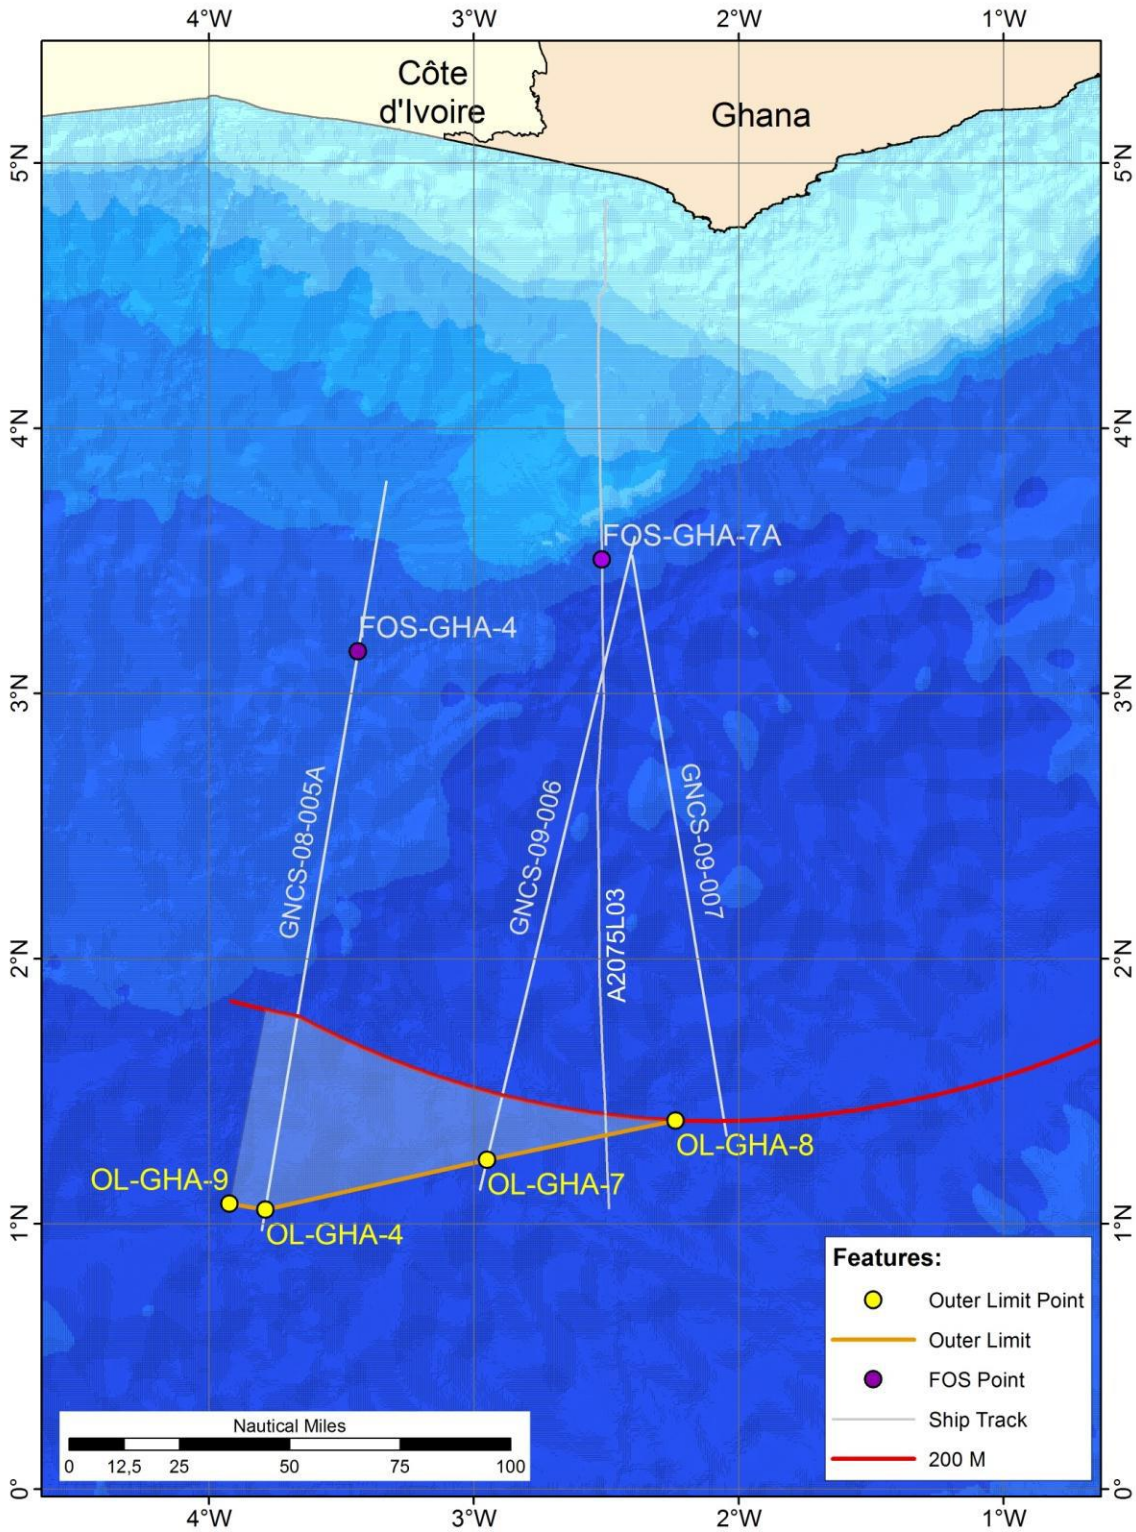 4°W
3°W
2°W
1°W
Côte
d'Ivoire
Ghana
5°N
5°N
4°N
4°N
FOS-GHA-7A
FOS-GHA-4
3°N
3°N
GNCS-08-005A
GNCS-09-006
GNCS-09-007
A2075L03
2°N
2°N
OL-GHA-8
OL-GHA-9
OL-GHA-7
OL-GHA-4
1°N
1°N
Features:
Outer Limit Point
Outer Limit
FOS Point
Ship Track
200 M
Nautical Miles
0 12,5 25 50 75 100
0°
0°
4°W
3°W
2°W
1°W